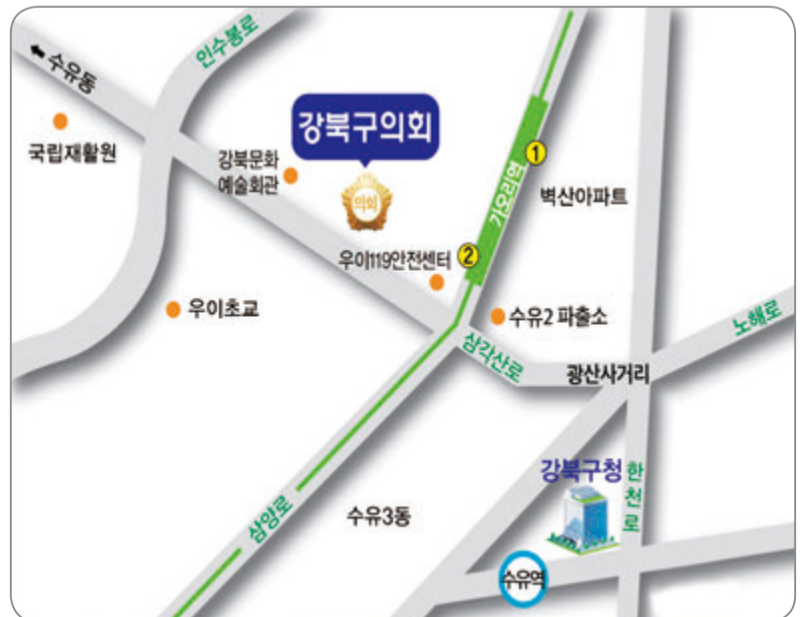 인수봉로
수유동
국립재활원
강북구의회
강북문화
예술회관
의회
1
가오리역
벽산아파트
우이119안전센터
2
우이초교
수유2 파출소
노해로
삼각산로
광산사거리
강북구청
한천로
삼양로
수유3동
수유역